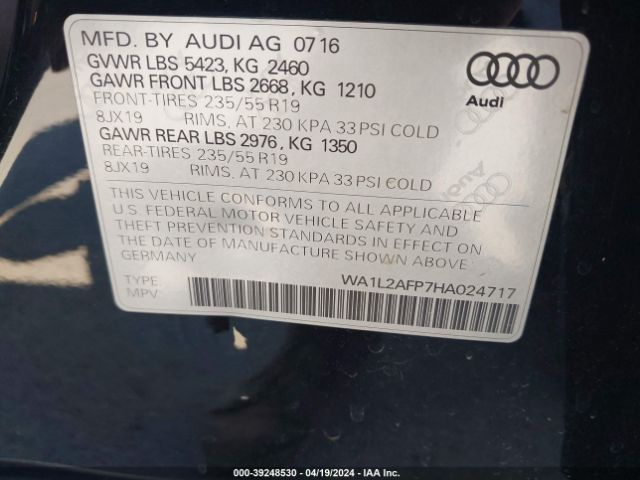 MFD. BY AUDI AG 07 16
GVWR LBS 5423, KG 2460
GAWR FRONT LBS 2668, KG 1210
FRONT-TIRES 235/55 R19
8JX19 RIMS, AT 230 KPA 33 PSI COLD
GAWR REAR LBS 2976, KG 1350
REAR-TIRES 235/55 R19
8JX19 RIMS, AT 230 KPA 33 PSI COLD
Audi
THIS VEHICLE CONFORMS TO ALL APPLICABLE
U.S. FEDERAL MOTOR VEHICLE SAFETY AND
THEFT PREVENTION STANDARDS IN EFFECT ON
THE DATE OF MANUFACTURE SHOWN ABOVE
GERMANY
TYPE: WA1L2AFP7HA024717
MPV
Audi
000-39248530 - 04/19/2024 - IAAI.COM